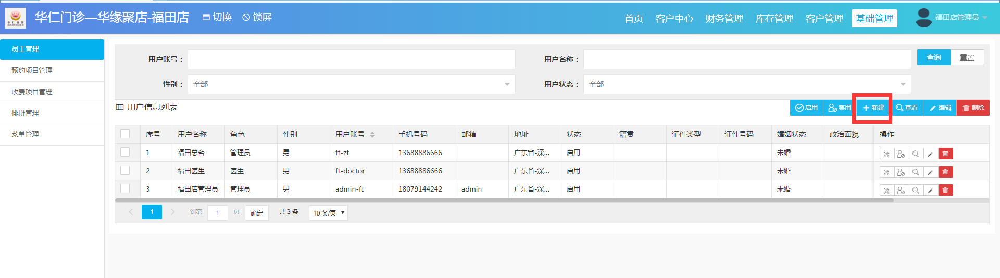 华仁门诊—华缘聚店-福田店 切换 锁屏 首页 客户中心 财务管理 库存管理 客户管理 基础管理 福田店管理员
员工管理
预约项目管理
收费项目管理
排班管理
菜单管理
用户账号： 用户名称： 查询 重置
性别： 全部 用户状态： 全部
用户信息列表 启用 禁用 新建 查看 编辑 删除
序号 用户名称 角色 性别 用户账号 手机号码 邮箱 地址 状态 籍贯 证件类型 证件号码 婚姻状态 政治面貌 操作
1 福田总台 管理员 男 ft-zt 13688886666 广东省-深... 启用 未婚
2 福田医生 医生 男 ft-doctor 13688886666 广东省-深... 启用 未婚
3 福田店管理员 管理员 男 admin-ft 18079144242 admin 广东省-深... 启用 未婚
1 到第 1 页 确定 共 3 条 10 条/页